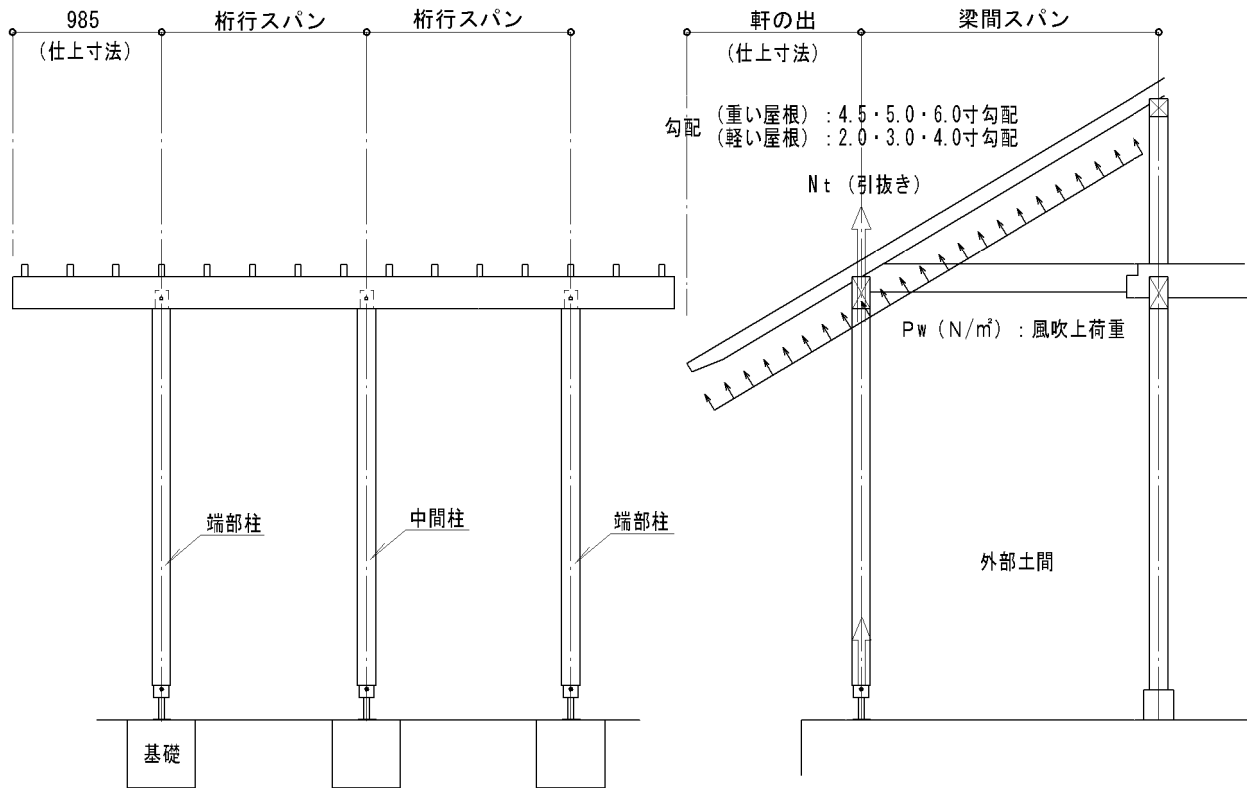 985
桁行スパン
桁行スパン
(仕上寸法)
軒の出
梁間スパン
(仕上寸法)
勾配
(重い屋根):4.5・5.0・6.0寸勾配
(軽い屋根):2.0・3.0・4.0寸勾配
Nt (引抜き)
Pw (N/㎡):風吹上荷重
端部柱
中間柱
端部柱
外部土間
基礎